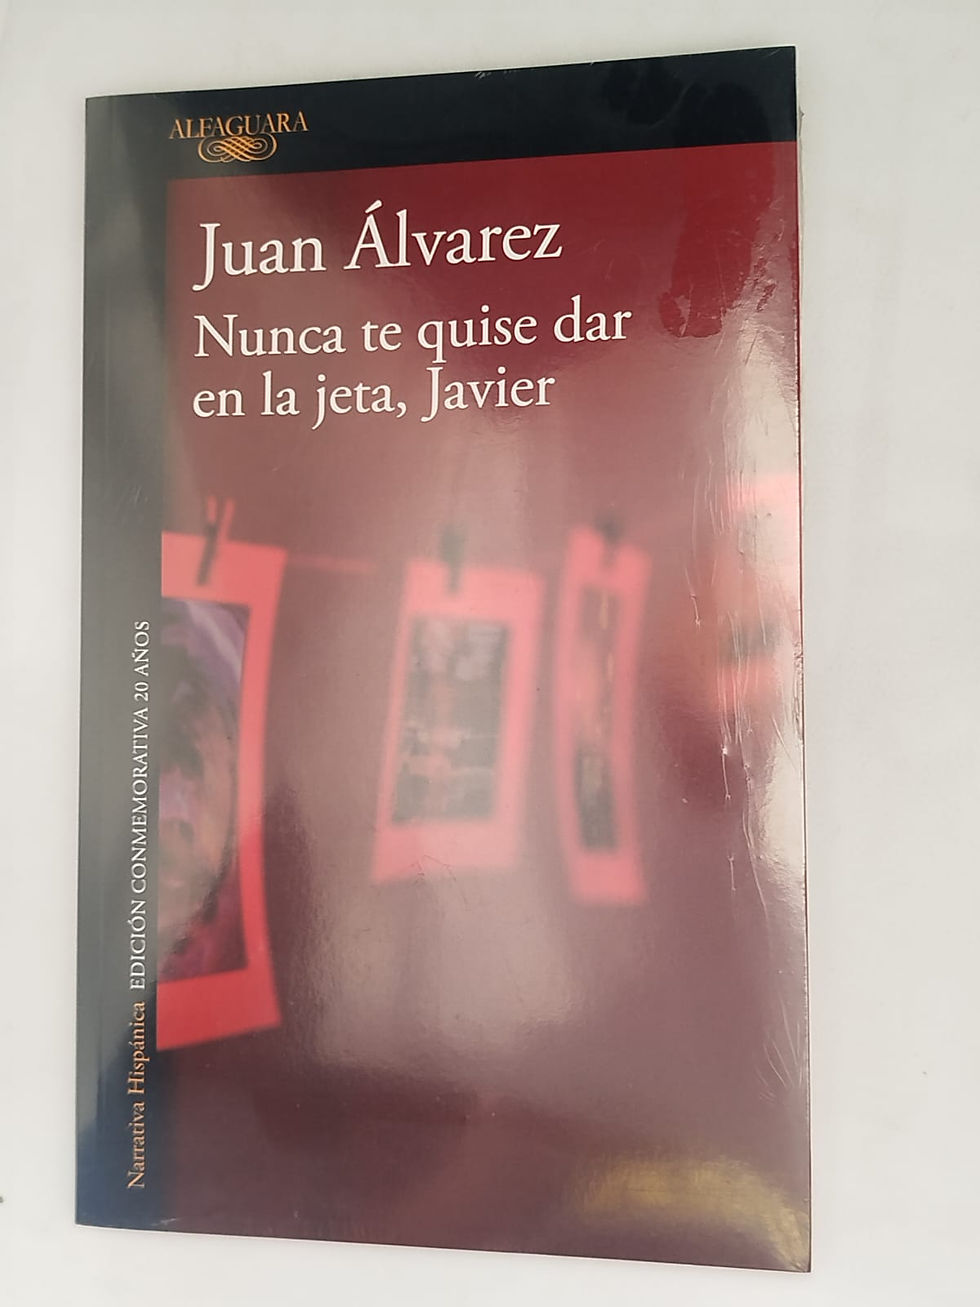 ALFAGUARA
Juan Álvarez
Nunca te quise dar
en la jeta, Javier
Narrativa Hispánica EDICIÓN CONMEMORATIVA 20 AÑOS